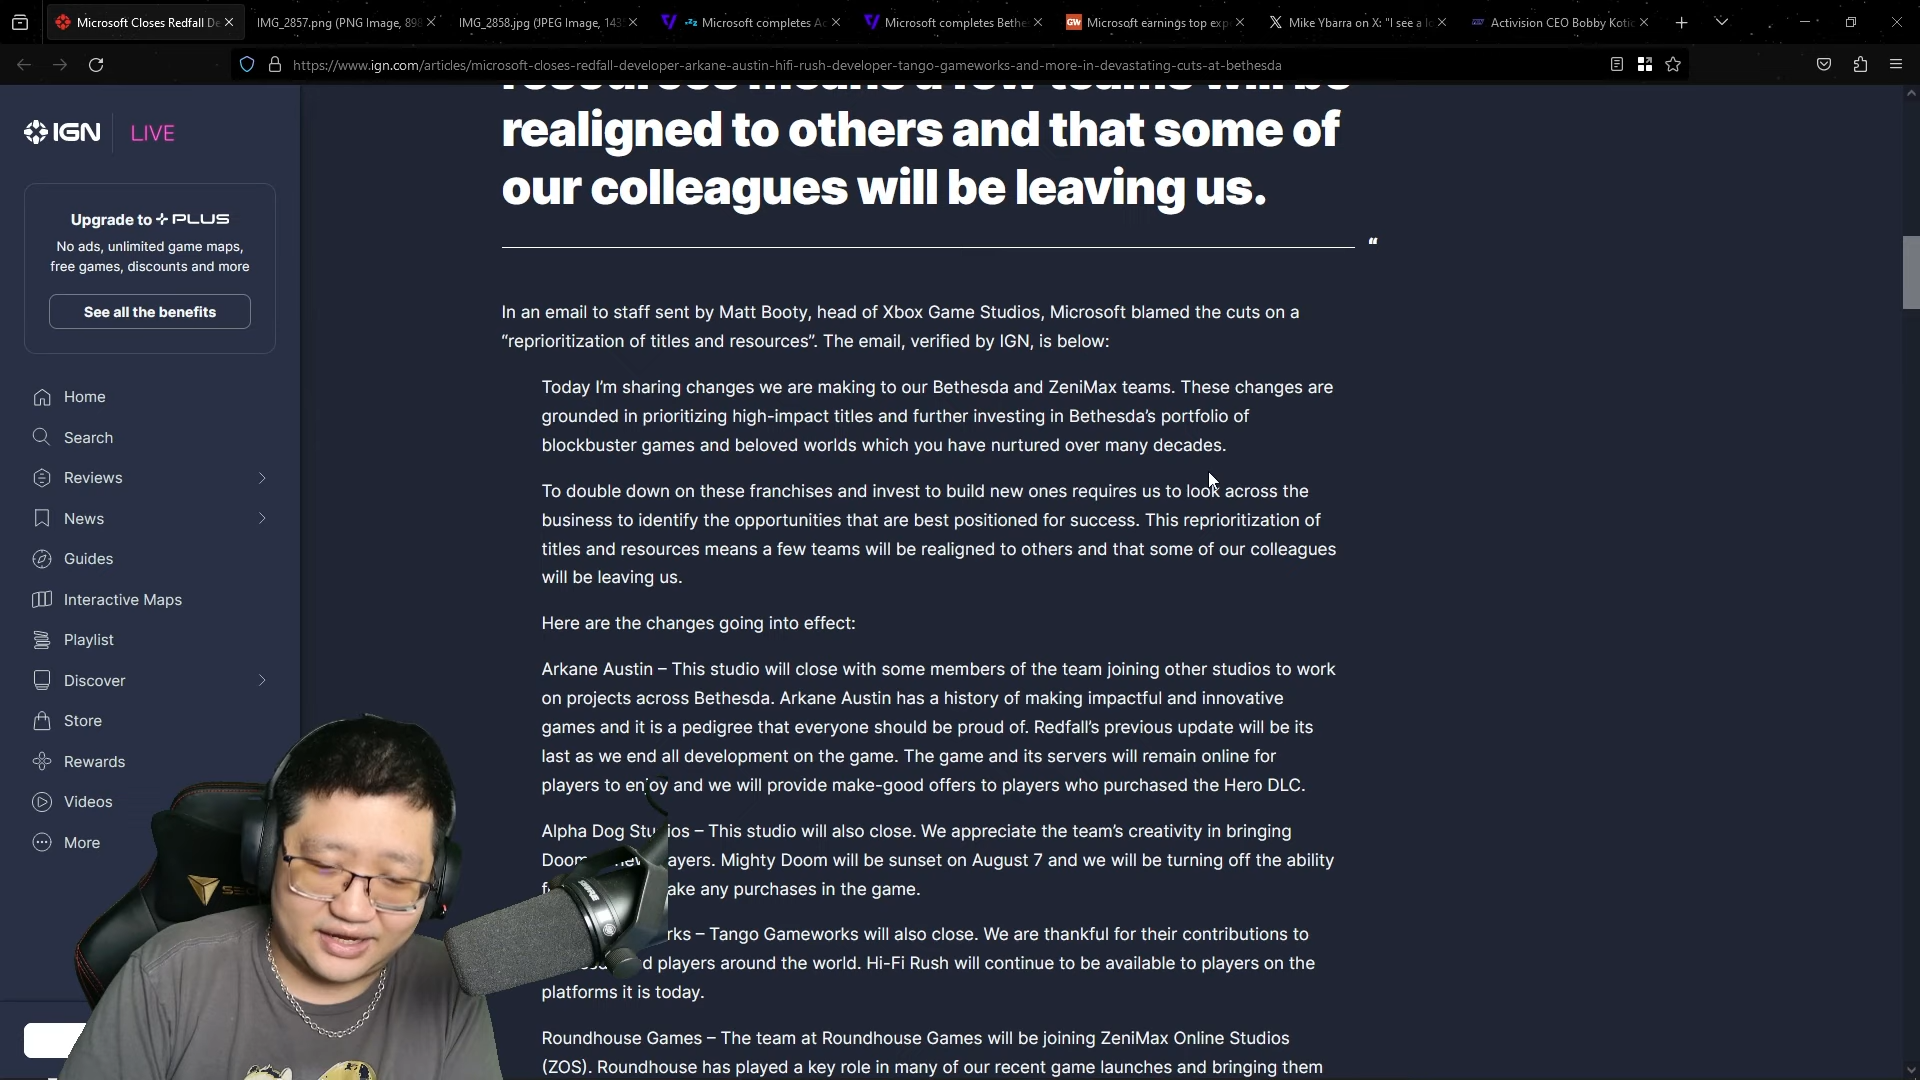 Microsoft Closes Redfall De
IMG_2857.png (PNG Image, 898
IMG_2858.jpg (JPEG Image, 143
Microsoft completes Ac
Microsoft completes Bethe
GW Microsoft earnings top exp
Mike Ybarra on X: "I see a lo
Activision CEO Bobby Kotic
https://www.ign.com/articles/microsoft-closes-redfall-developer-arkane-austin-hifi-rush-developer-tango-gameworks-and-more-in-devastating-cuts-at-bethesda
IGN LIVE
Upgrade to PLUS
No ads, unlimited game maps,
free games, discounts and more
See all the benefits
Home
Search
Reviews
News
Guides
Interactive Maps
Playlist
Discover
Store
Rewards
Videos
More
resources means a few teams will be
realigned to others and that some of
our colleagues will be leaving us.
“
In an email to staff sent by Matt Booty, head of Xbox Game Studios, Microsoft blamed the cuts on a
“reprioritization of titles and resources”. The email, verified by IGN, is below:
Today I’m sharing changes we are making to our Bethesda and ZeniMax teams. These changes are
grounded in prioritizing high-impact titles and further investing in Bethesda’s portfolio of
blockbuster games and beloved worlds which you have nurtured over many decades.
To double down on these franchises and invest to build new ones requires us to look across the
business to identify the opportunities that are best positioned for success. This reprioritization of
titles and resources means a few teams will be realigned to others and that some of our colleagues
will be leaving us.
Here are the changes going into effect:
Arkane Austin – This studio will close with some members of the team joining other studios to work
on projects across Bethesda. Arkane Austin has a history of making impactful and innovative
games and it is a pedigree that everyone should be proud of. Redfall’s previous update will be its
last as we end all development on the game. The game and its servers will remain online for
players to enjoy and we will provide make-good offers to players who purchased the Hero DLC.
Alpha Dog Studios – This studio will also close. We appreciate the team’s creativity in bringing
Doom new ayers. Mighty Doom will be sunset on August 7 and we will be turning off the ability
ake any purchases in the game.
rks – Tango Gameworks will also close. We are thankful for their contributions to
d players around the world. Hi-Fi Rush will continue to be available to players on the
platforms it is today.
Roundhouse Games – The team at Roundhouse Games will be joining ZeniMax Online Studios
(ZOS). Roundhouse has played a key role in many of our recent game launches and bringing them
SHURE